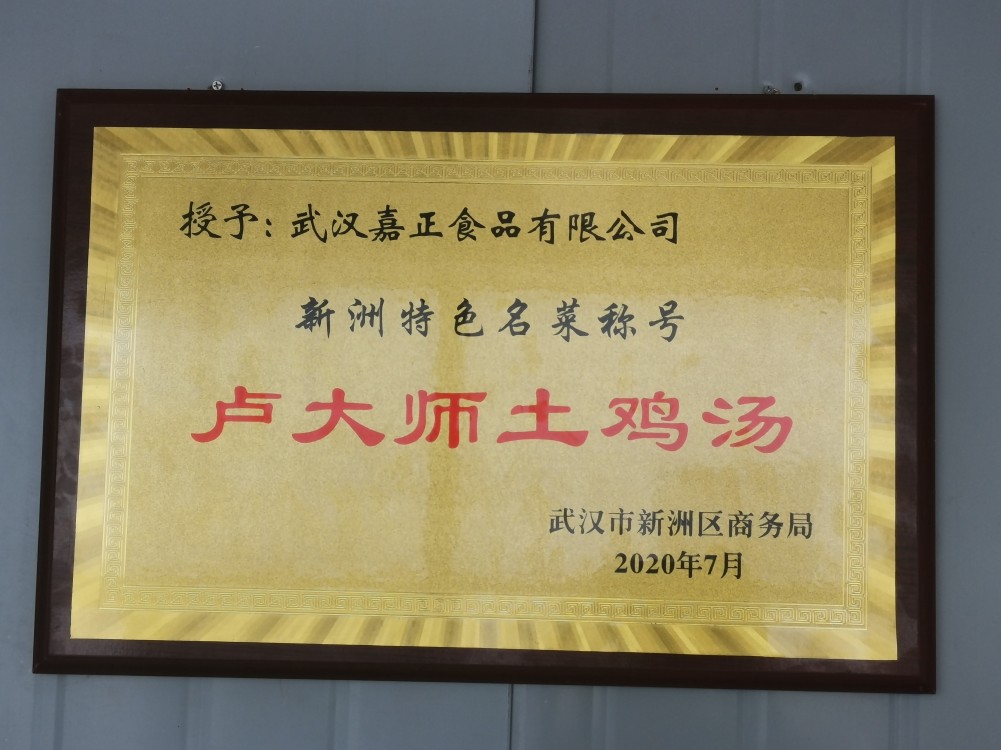 授予：武汉嘉正食品有限公司
新洲特色名菜称号
卢大师土鸡汤
武汉市新洲区商务局
2020年7月